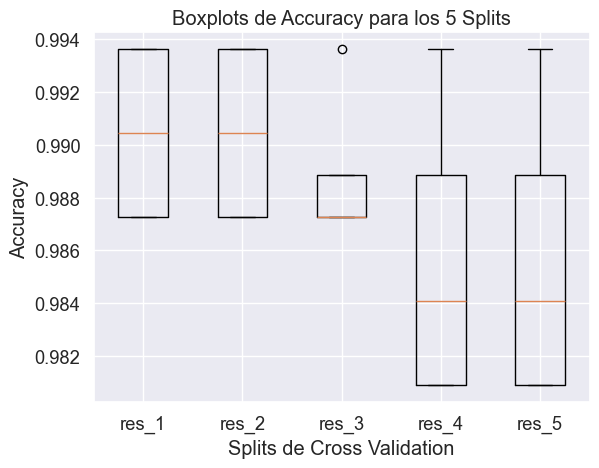 Boxplots de Accuracy para los 5 Splits
0.994
0.992
0.990
0.988
0.986
0.984
0.982
Accuracy
res_1 res_2 res_3 res_4 res_5
Splits de Cross Validation